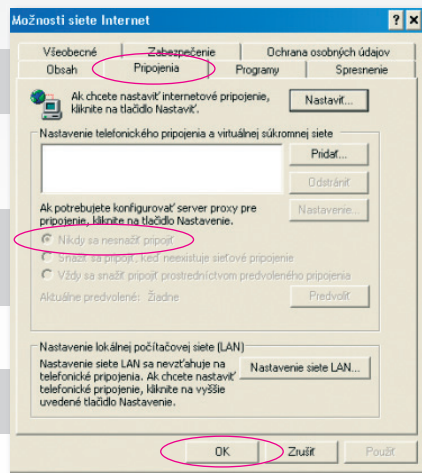 Možnosti siete Internet
Všeobecné Zabezpečenie Ochrana osobných údajov
Obsah Pripojenia Programy Spresnenie
Ak chcete nastaviť internetové pripojenie,
kliknite na tlačidlo Nastaviť.
Nastaviť...
Nastavenie telefonického pripojenia a virtuálnej súkromnej siete
Pridať...
Odstrániť
Ak potrebujete konfigurovať server proxy pre
pripojenie, kliknite na tlačidlo Nastavenie.
Nastavenie...
Nikdy sa nesnažiť pripojiť
Snažiť sa pripojiť, keď neexistuje sieťové pripojenie
Vždy sa snažiť pripojiť prostredníctvom predvoleného pripojenia
Aktuálne predvolené: Žiadne
Predvoliť
Nastavenie lokálnej počítačovej siete (LAN)
Nastavenie siete LAN sa nevzťahuje na
telefonické pripojenia. Ak chcete nastaviť
telefonické pripojenie, kliknite na vyššie
uvedené tlačidlo Nastavenie.
Nastavenie siete LAN...
OK Zrušiť Použiť